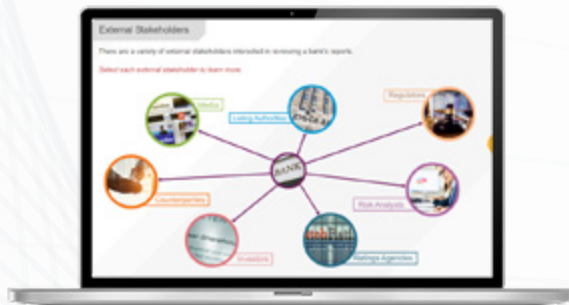 External Stakeholders
There are a variety of external stakeholders interested in reviewing a bank's reports.
Select each external stakeholder to learn more.
Media
Listing Authorities
Regulators
BANK
Counterparties
Risk Analysts
Investors
Ratings Agencies